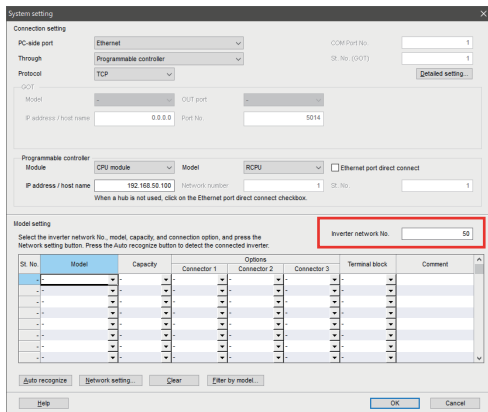 System setting
Connection setting
PC-side port Ethernet COM Port No. 1
Through Programmable controller St. No. (GOT) 1
Protocol TCP Detailed setting...
GOT
Model - OUT port -
IP address / host name 0.0.0.0 Port No. 5014
Programmable controller
Module CPU module Model RCPU Ethernet port direct connect
IP address / host name 192.168.50.100 Network number 1 St. No. 1
When a hub is not used, click on the Ethernet port direct connect checkbox.
Model setting
Inverter network No. 50
Select the inverter network No., model, capacity, and connection option, and press the
Network setting button. Press the Auto recognize button to detect the connected inverter.
St. No. Model Capacity Options Terminal block Comment
Connector 1 Connector 2 Connector 3
- - - - - - -
- - - - - - -
- - - - - - -
- - - - - - -
- - - - - - -
- - - - - - -
- - - - - - -
Auto recognize Network setting... Clear Filter by model...
Help OK Cancel